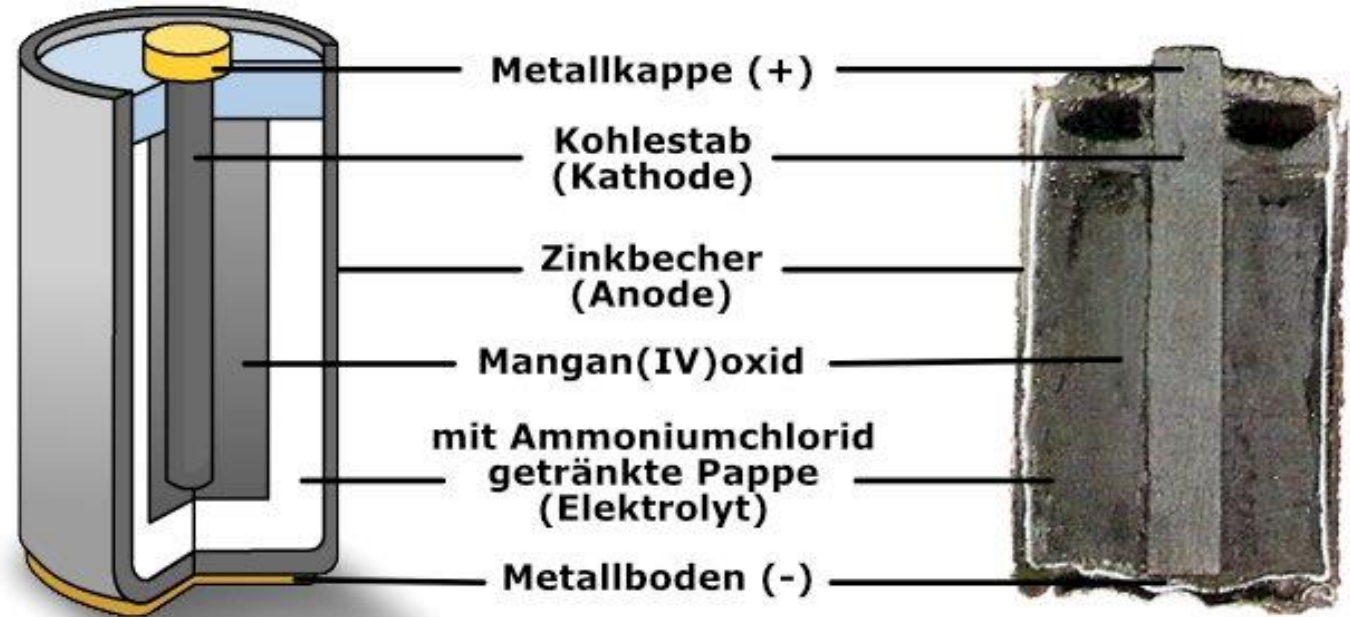 Metallkappe (+)
Kohlestab
(Kathode)
Zinkbecher
(Anode)
Mangan(IV)oxid
mit Ammoniumchlorid
getränkte Pappe
(Elektrolyt)
Metallboden (-)